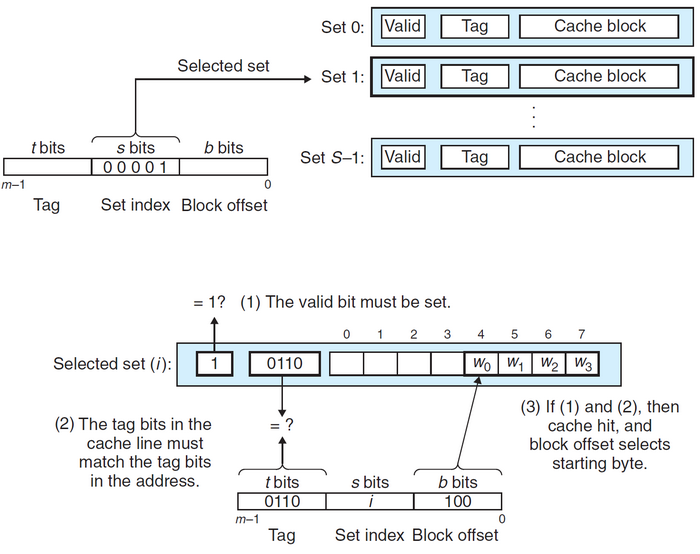 Set 0: Valid Tag Cache block
Selected set
Set 1: Valid Tag Cache block
⋮
t bits s bits b bits
0 0 0 0 1
Set S–1: Valid Tag Cache block
m–1 0
Tag Set index Block offset
= 1? (1) The valid bit must be set.
0 1 2 3 4 5 6 7
Selected set (i): 1 0110 w0 w1 w2 w3
(2) The tag bits in the
cache line must
match the tag bits
in the address.
= ?
(3) If (1) and (2), then
cache hit, and
block offset selects
starting byte.
t bits s bits b bits
0110 i 100
m–1 0
Tag Set index Block offset